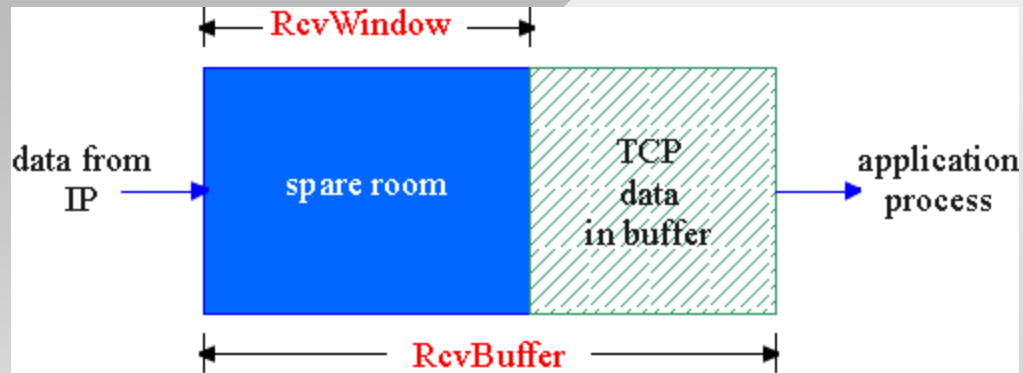 RcvWindow
data from
IP
spare room
TCP
data
in buffer
application
process
RcvBuffer